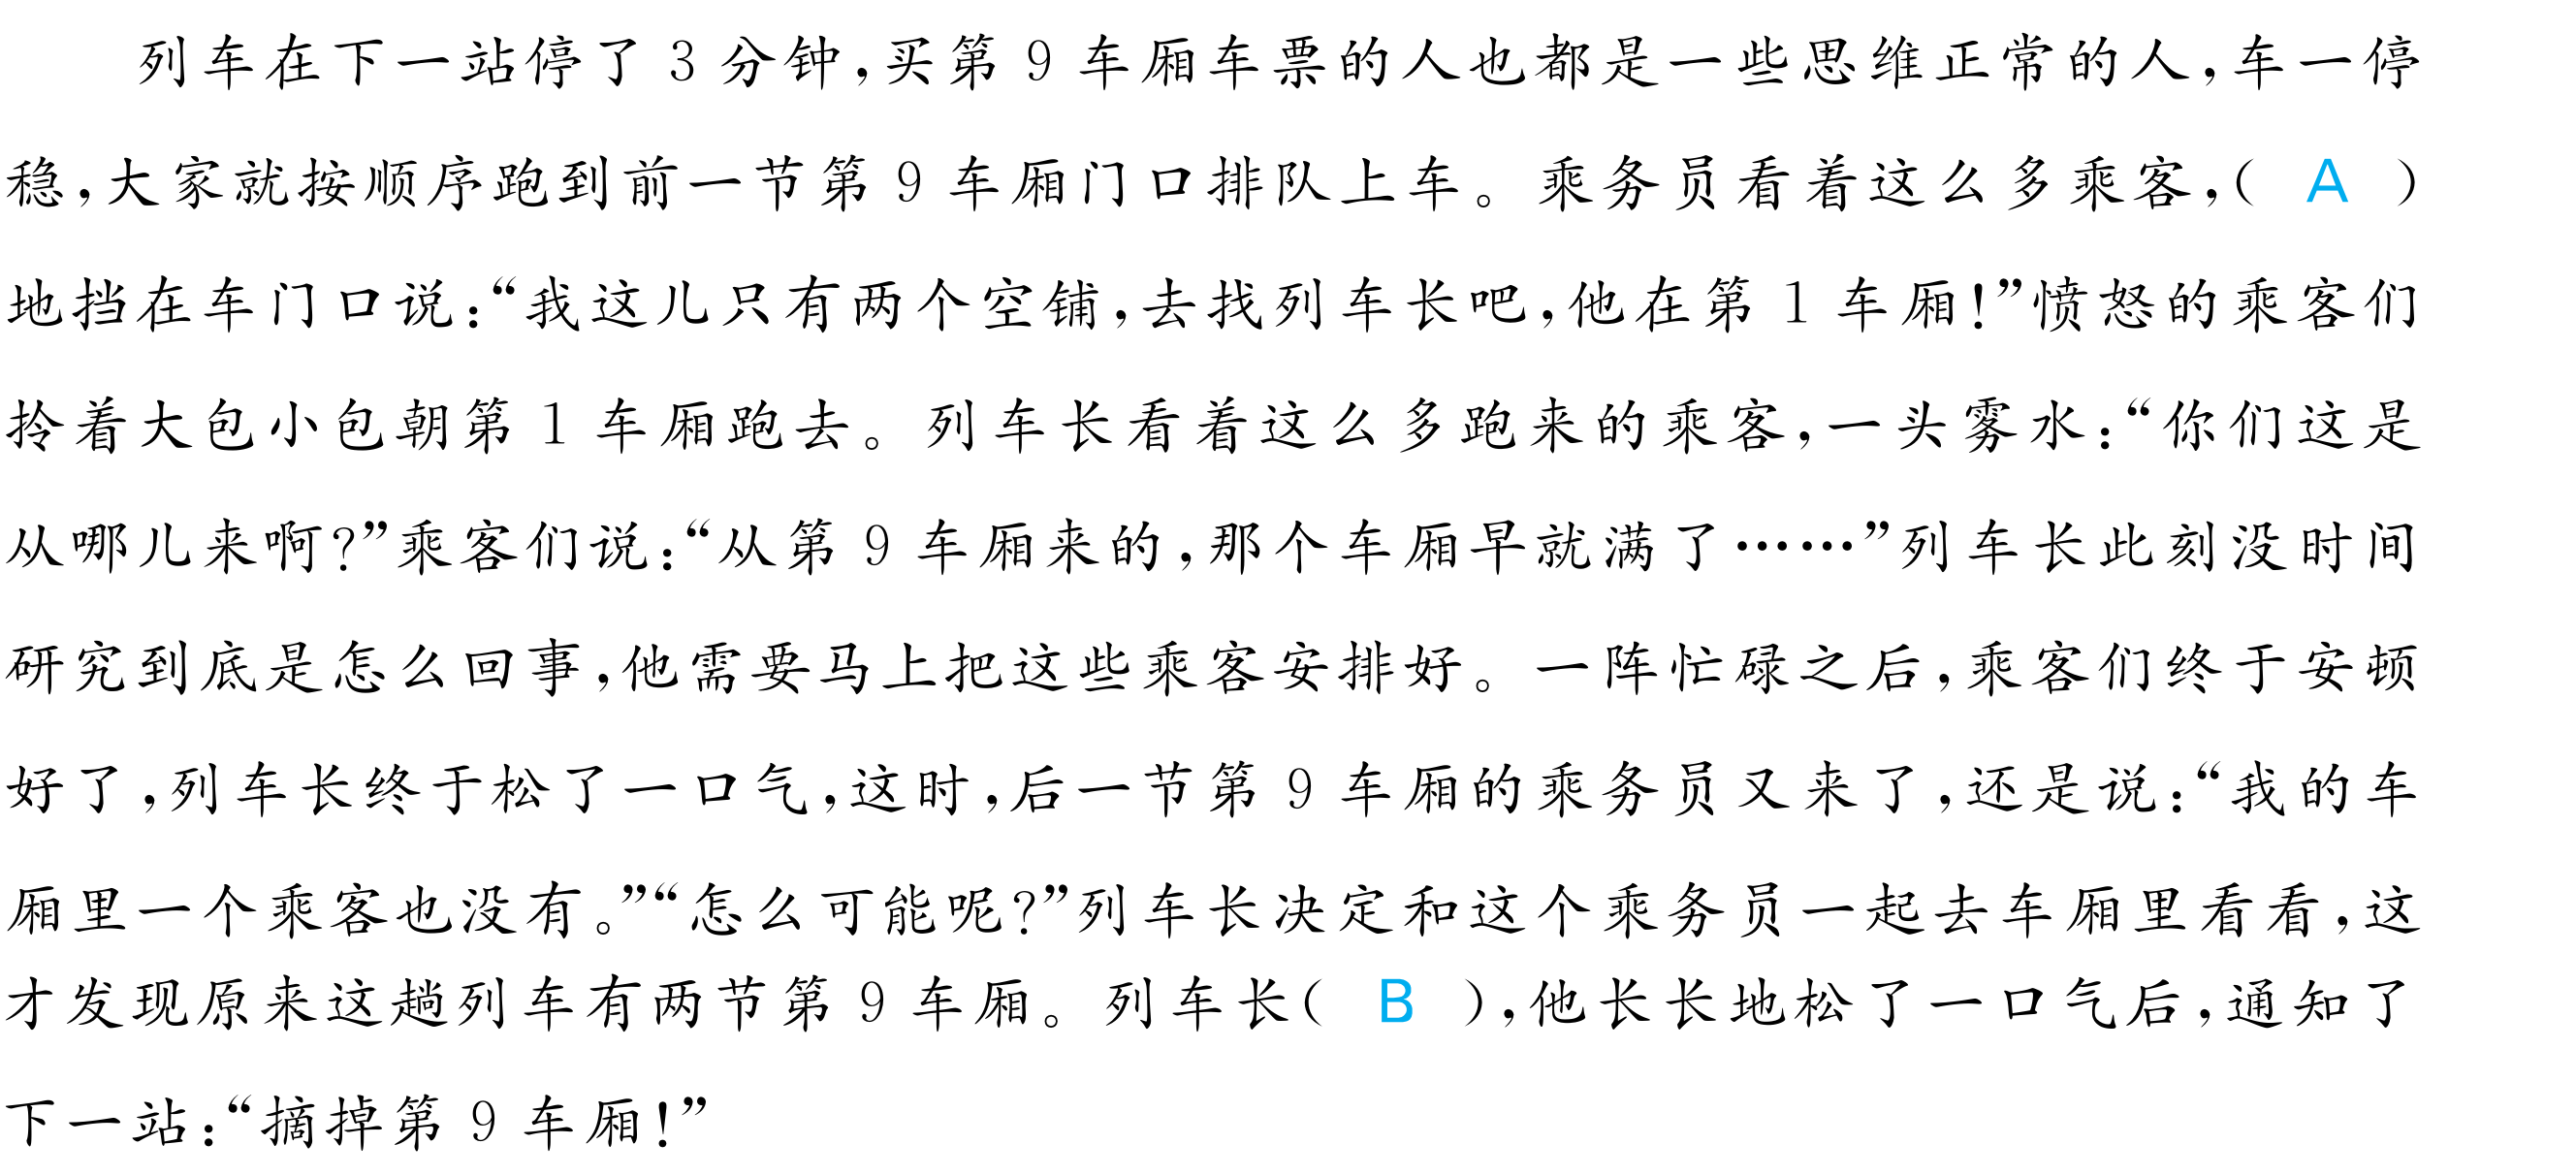 列车在下一站停了 3 分钟,买第 9 车厢车票的人也都是一些思维正常的人,车一停
稳,大家就按顺序跑到前一节第 9 车厢门口排队上车。乘务员看着这么多乘客,( A )
地挡在车门口说:“我这儿只有两个空铺,去找列车长吧,他在第 1 车厢!”愤怒的乘客们
拎着大包小包朝第 1 车厢跑去。列车长看着这么多跑来的乘客,一头雾水:“你们这是
从哪儿来啊?”乘客们说:“从第 9 车厢来的,那个车厢早就满了……”列车长此刻没时间
研究到底是怎么回事,他需要马上把这些乘客安排好。一阵忙碌之后,乘客们终于安顿
好了,列车长终于松了一口气,这时,后一节第 9 车厢的乘务员又来了,还是说:“我的车
厢里一个乘客也没有。”“怎么可能呢?”列车长决定和这个乘务员一起去车厢里看看,这
才发现原来这趟列车有两节第 9 车厢。列车长( B ),他长长地松了一口气后,通知了
下一站:“摘掉第 9 车厢!”